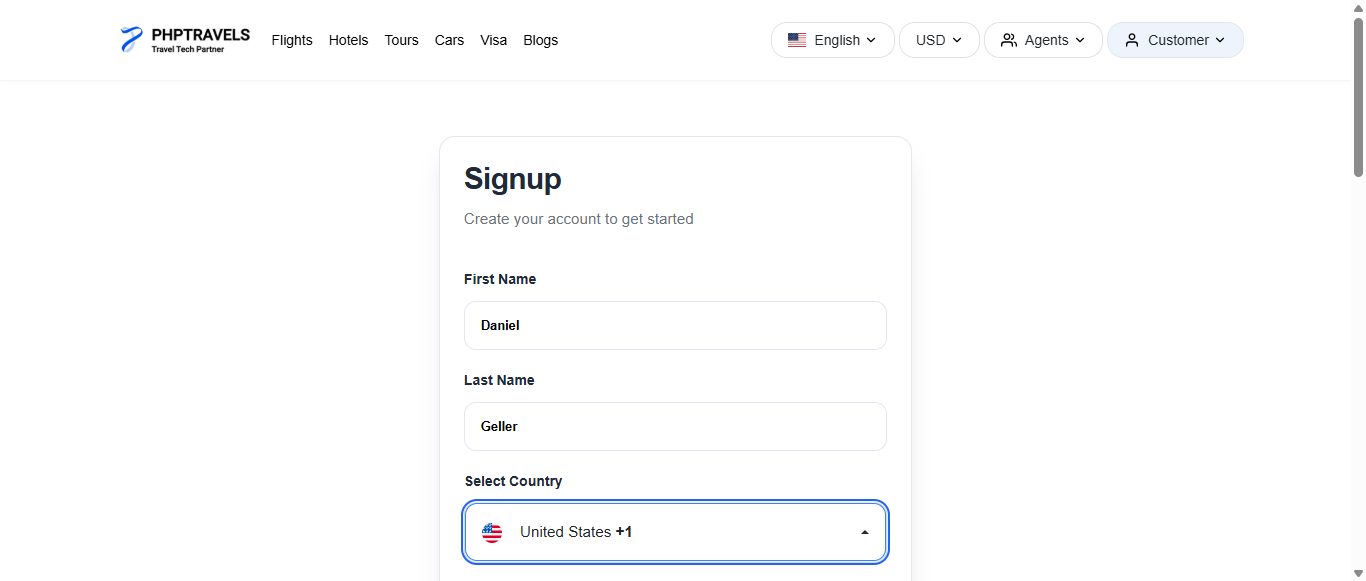 PHPTRAVELS
Travel Tech Partner
Flights Hotels Tours Cars Visa Blogs
English USD Agents Customer
Signup
Create your account to get started
First Name
Daniel
Last Name
Geller
Select Country
United States +1